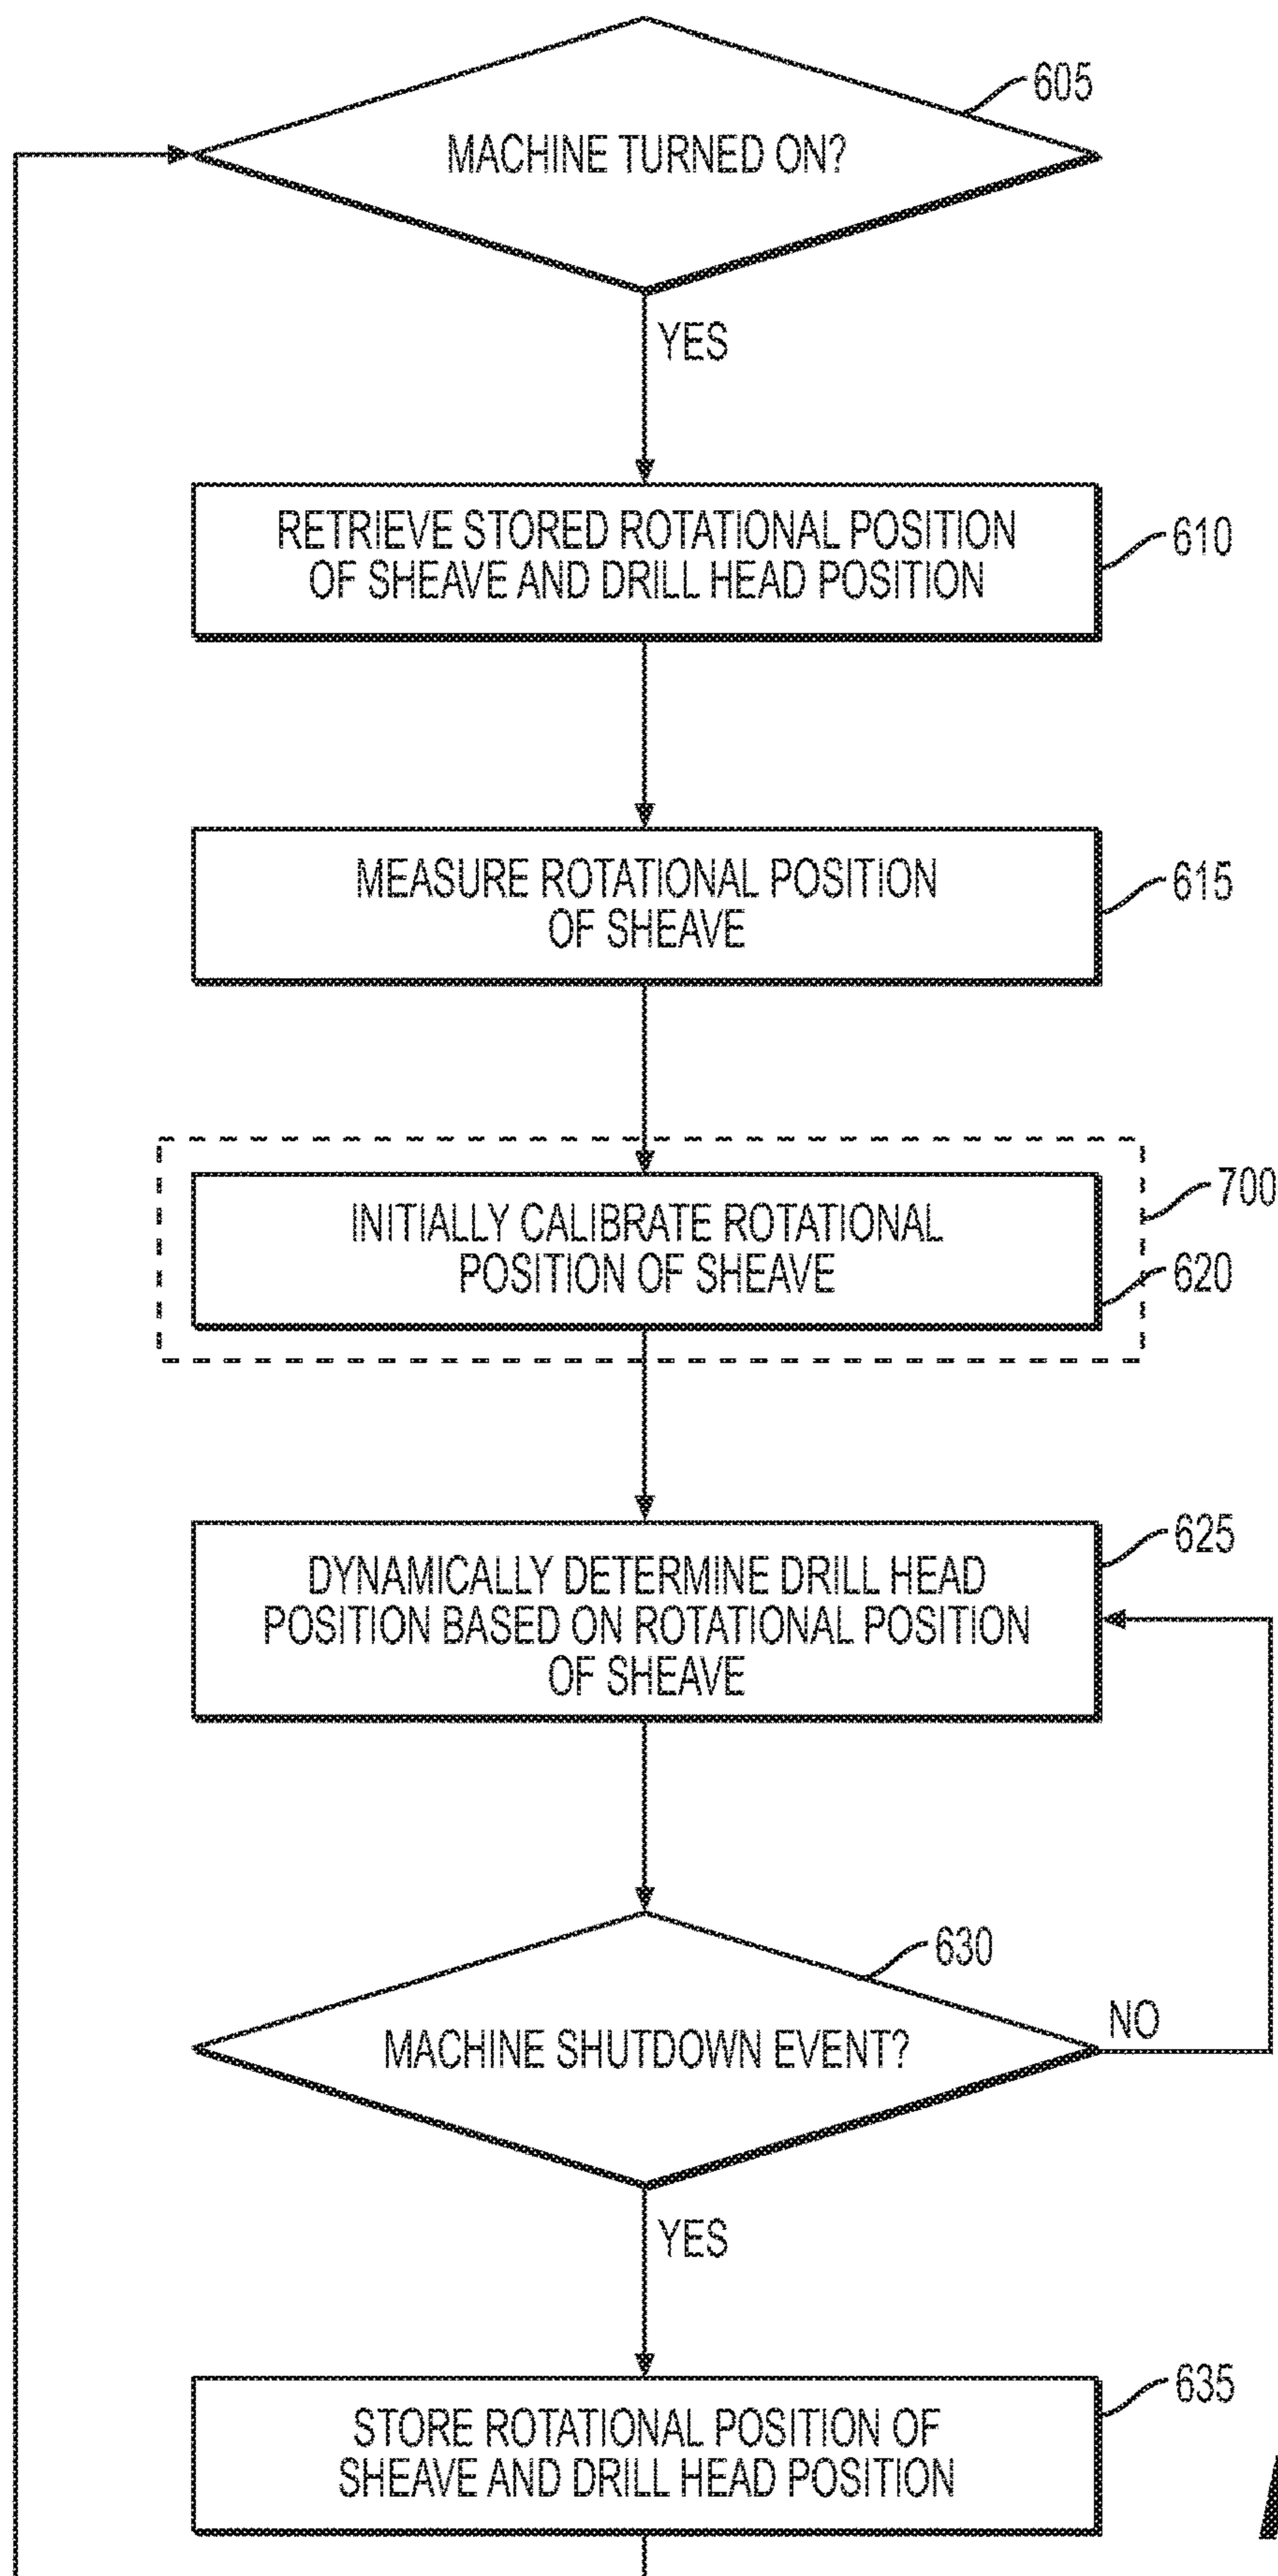 605
MACHINE TURNED ON?
YES
RETRIEVE STORED ROTATIONAL POSITION
OF SHEAVE AND DRILL HEAD POSITION
610
MEASURE ROTATIONAL POSITION
OF SHEAVE
615
700
INITIALLY CALIBRATE ROTATIONAL
POSITION OF SHEAVE
620
625
DYNAMICALLY DETERMINE DRILL HEAD
POSITION BASED ON ROTATIONAL POSITION
OF SHEAVE
630
MACHINE SHUTDOWN EVENT?
NO
YES
635
STORE ROTATIONAL POSITION OF
SHEAVE AND DRILL HEAD POSITION